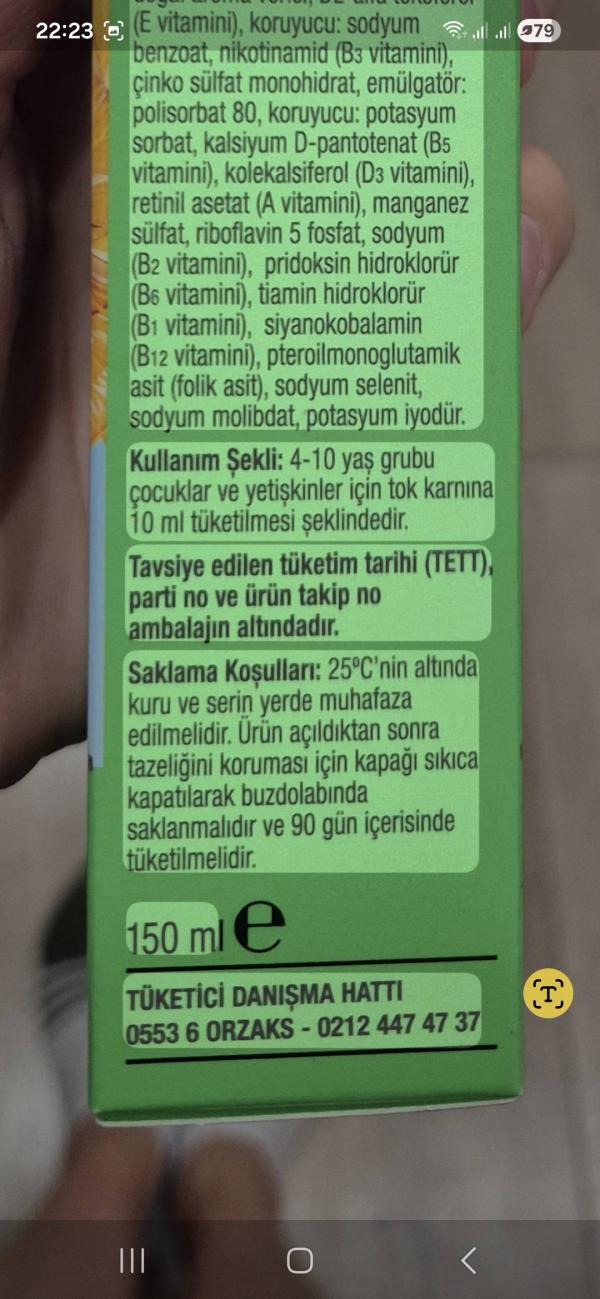 22:23
79
(E vitamini), koruyucu: sodyum
benzoat, nikotinamid (B3 vitamini),
çinko sülfat monohidrat, emülgatör:
polisorbat 80, koruyucu: potasyum
sorbat, kalsiyum D-pantotenat (B5
vitamini), kolekalsiferol (D3 vitamini),
retinil asetat (A vitamini), manganez
sülfat, riboflavin 5 fosfat, sodyum
(B2 vitamini), pridoksin hidroklorür
(B6 vitamini), tiamin hidroklorür
(B1 vitamini), siyanokobalamin
(B12 vitamini), pteroilmonoglutamik
asit (folik asit), sodyum selenit,
sodyum molibdat, potasyum iyodür.
Kullanım Şekli: 4-10 yaş grubu
çocuklar ve yetişkinler için tok karnına
10 ml tüketilmesi şeklindedir.
Tavsiye edilen tüketim tarihi (TETT),
parti no ve ürün takip no
ambalajın altındadır.
Saklama Koşulları: 25ºC'nin altında
kuru ve serin yerde muhafaza
edilmelidir. Ürün açıldıktan sonra
tazeliğini koruması için kapağı sıkıca
kapatılarak buzdolabında
saklanmalıdır ve 90 gün içerisinde
tüketilmelidir.
150 ml e
TÜKETİCİ DANIŞMA HATTI
0553 6 ORZAKS - 0212 447 47 37